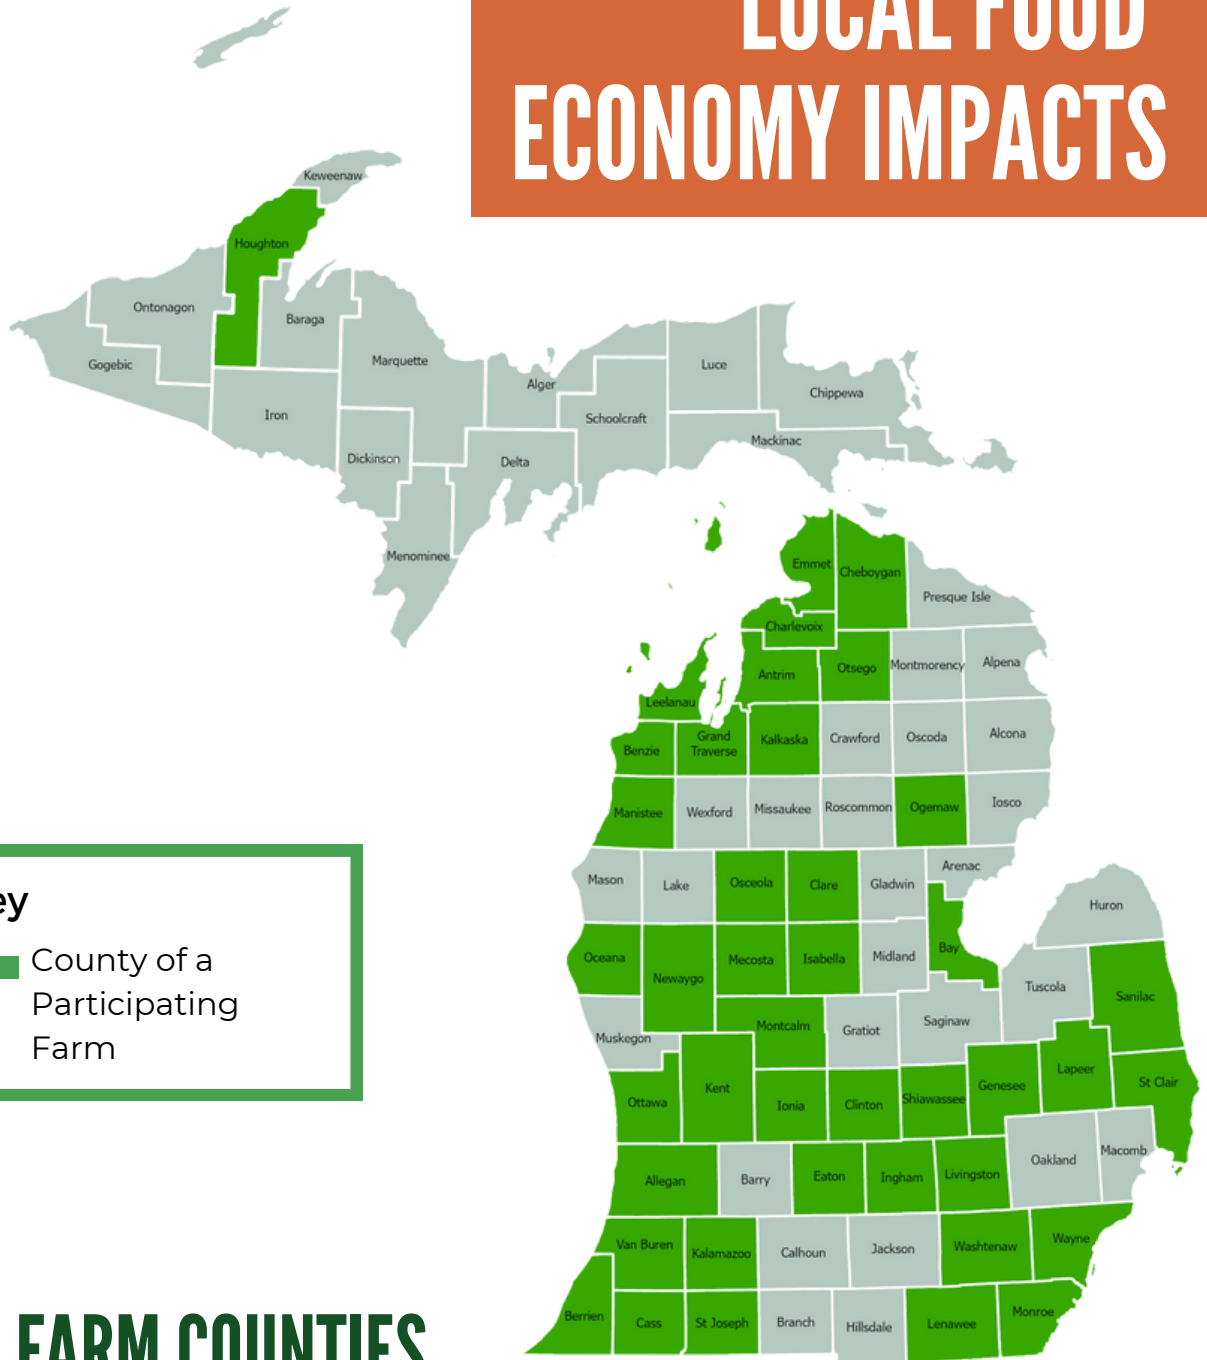 LOCAL FOOD
ECONOMY IMPACTS
Keweenaw
Houghton
Ontonagon
Baraga
Gogebic
Marquette
Alger
Luce
Chippewa
Iron
Schoolcraft
Mackinac
Dickinson
Delta
Menominee
Emmet
Cheboygan
Presque Isle
Charlevoix
Antrim
Otsego
Montmorency
Alpena
Leelanau
Benzie
Grand
Traverse
Kalkaska
Crawford
Oscoda
Alcona
Manistee
Wexford
Missaukee
Roscommon
Ogemaw
Iosco
Mason
Lake
Osceola
Clare
Gladwin
Arenac
Huron
ey
County of a
Participating
Farm
Oceana
Newaygo
Mecosta
Isabella
Midland
Bay
Tuscola
Sanilac
Muskegon
Montcalm
Gratiot
Saginaw
Ottawa
Kent
Ionia
Clinton
Shiawassee
Genesee
Lapeer
St Clair
Allegan
Barry
Eaton
Ingham
Livingston
Oakland
Macomb
Van Buren
Kalamazoo
Calhoun
Jackson
Washtenaw
Wayne
Berrien
Cass
St Joseph
Branch
Hillsdale
Lenawee
Monroe
FARM COUNTIES